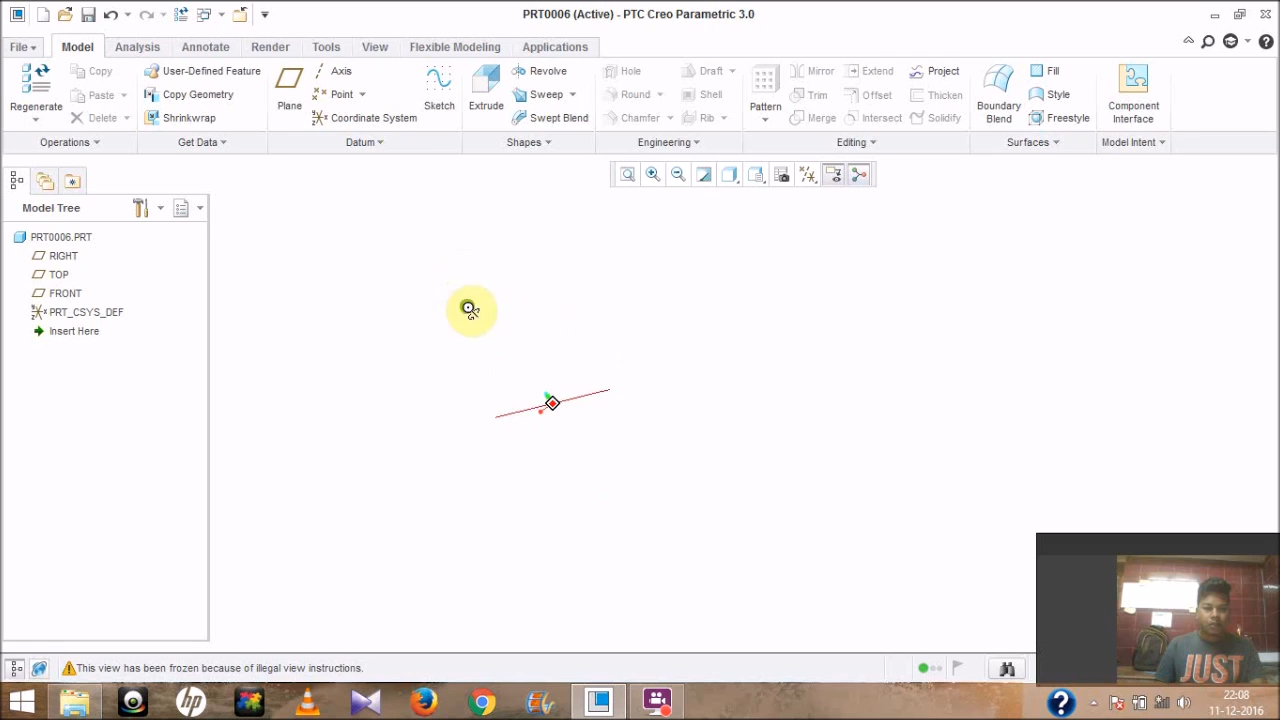 PRT0006 (Active) - PTC Creo Parametric 3.0
File Model Analysis Annotate Render Tools View Flexible Modeling Applications
Regenerate
Copy
Paste
Delete
Operations
User-Defined Feature
Copy Geometry
Shrinkwrap
Get Data
Plane
Axis
Point
Coordinate System
Sketch
Datum
Extrude
Revolve
Sweep
Swept Blend
Shapes
Hole
Round
Chamfer
Draft
Shell
Rib
Engineering
Pattern
Mirror
Trim
Merge
Extend
Offset
Intersect
Project
Thicken
Solidify
Editing
Boundary
Blend
Fill
Style
Freestyle
Surfaces
Component
Interface
Model Intent
Model Tree
PRT0006.PRT
RIGHT
TOP
FRONT
PRT_CSYS_DEF
Insert Here
JUST
This view has been frozen because of illegal view instructions.
hp
22:08
11-12-2016